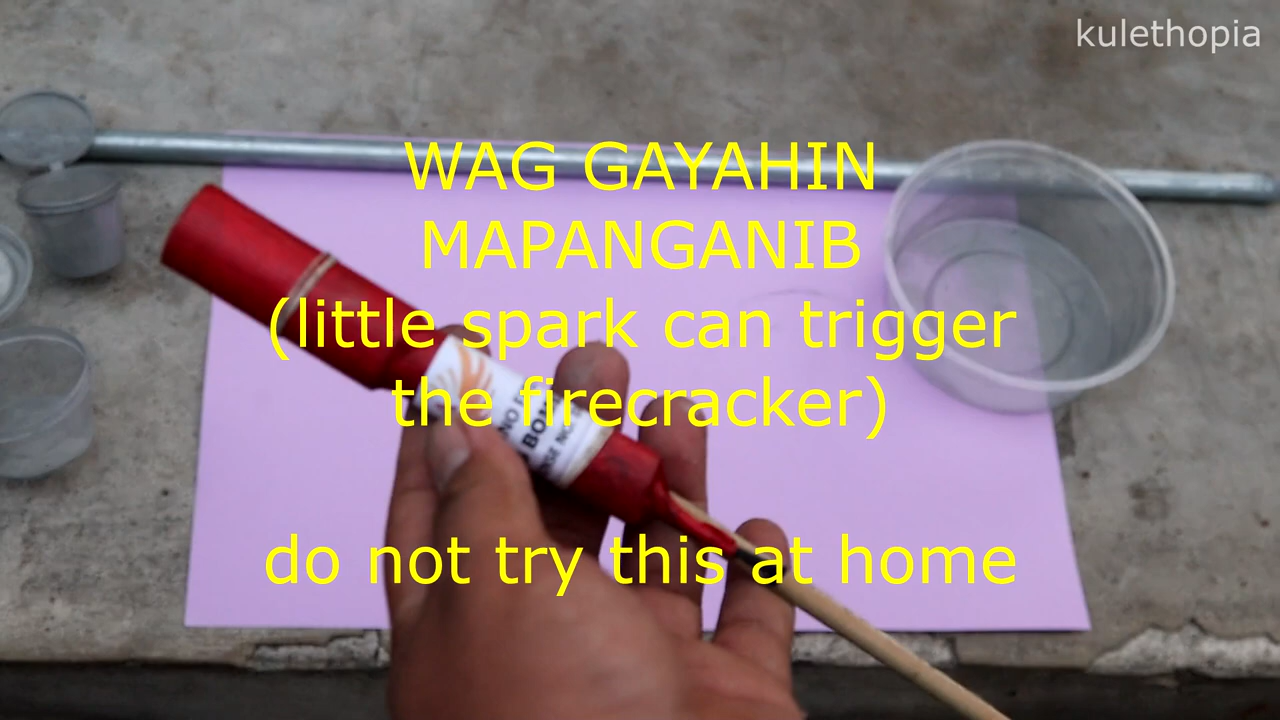 kulethopia
WAG GAYAHIN
MAPANGANIB
(little spark can trigger
the firecracker)
do not try this at home